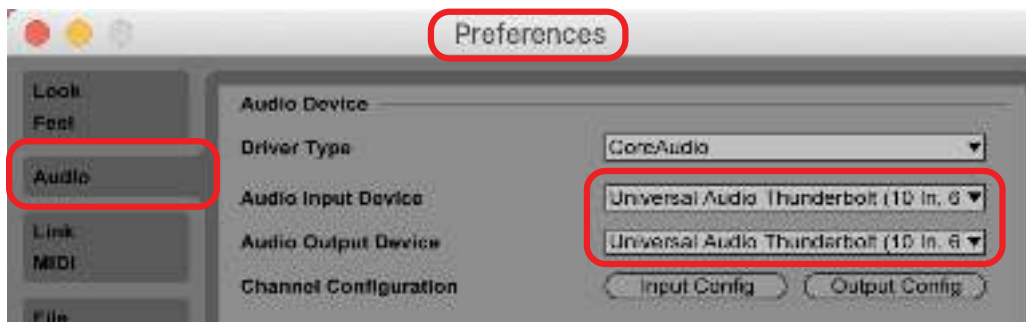 Preferences
Look
Feel
Audio
Link
MIDI
File
Audio Device
Driver Type CoreAudio
Audio Input Device Universal Audio Thunderbolt (10 In, 6
Audio Output Device Universal Audio Thunderbolt (10 In, 6
Channel Configuration Input Config Output Config